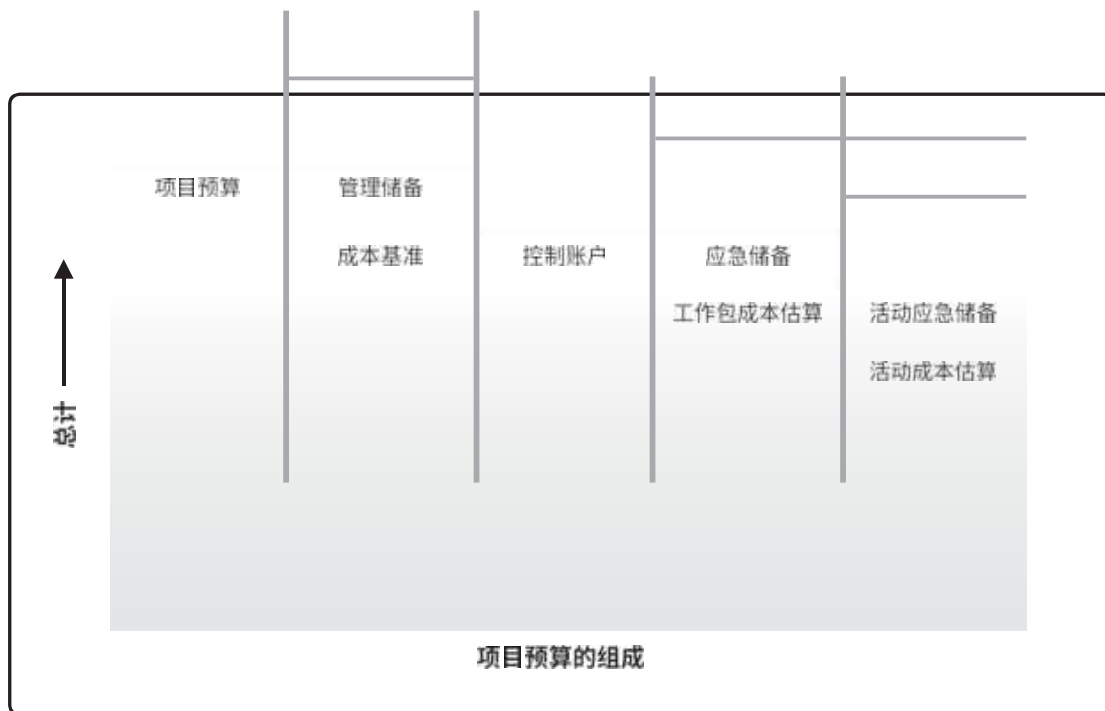 项目预算 管理储备
成本基准 控制账户 应急储备
工作包成本估算 活动应急储备
活动成本估算
总计
项目预算的组成